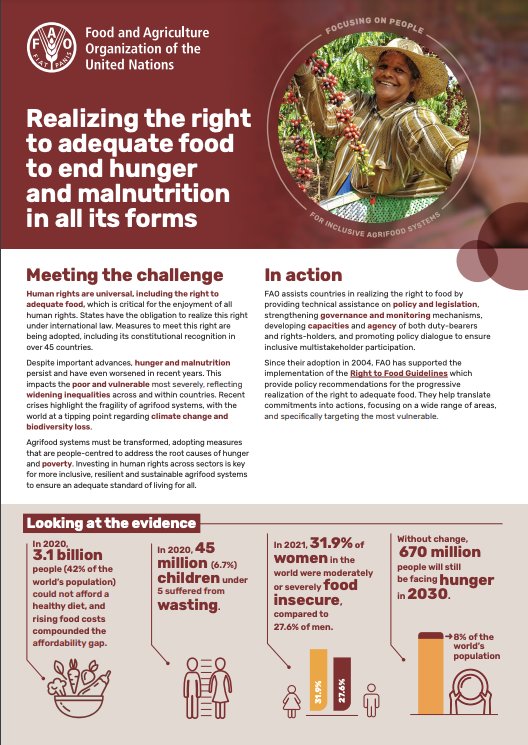 Food and Agriculture
Organization of the
United Nations
F A O
FIAT PANIS
FOCUSING ON PEOPLE
FOR INCLUSIVE AGRIFOOD SYSTEMS
Realizing the right
to adequate food
to end hunger
and malnutrition
in all its forms
Meeting the challenge
Human rights are universal, including the right to
adequate food, which is critical for the enjoyment of all
human rights. States have the obligation to realize this right
under international law. Measures to meet this right are
being adopted, including its constitutional recognition in
over 45 countries.
Despite important advances, hunger and malnutrition
persist and have even worsened in recent years. This
impacts the poor and vulnerable most severely, reflecting
widening inequalities across and within countries. Recent
crises highlight the fragility of agrifood systems, with the
world at a tipping point regarding climate change and
biodiversity loss.
Agrifood systems must be transformed, adopting measures
that are people-centred to address the root causes of hunger
and poverty. Investing in human rights across sectors is key
for more inclusive, resilient and sustainable agrifood systems
to ensure an adequate standard of living for all.
In action
FAO assists countries in realizing the right to food by
providing technical assistance on policy and legislation,
strengthening governance and monitoring mechanisms,
developing capacities and agency of both duty-bearers
and rights-holders, and promoting policy dialogue to ensure
inclusive multistakeholder participation.
Since their adoption in 2004, FAO has supported the
implementation of the Right to Food Guidelines which
provide policy recommendations for the progressive
realization of the right to adequate food. They help translate
commitments into actions, focusing on a wide range of areas,
and specifically targeting the most vulnerable.
Looking at the evidence
In 2020,
3.1 billion
people (42% of the
world's population)
could not afford a
healthy diet, and
rising food costs
compounded the
affordability gap.
In 2020, 45
million (6.7%)
children under
5 suffered from
wasting.
In 2021, 31.9% of
women in the
world were moderately
or severely food
insecure,
compared to
27.6% of men.
31.9%
27.6%
Without change,
670 million
people will still
be facing hunger
in 2030.
8% of the
world's
population